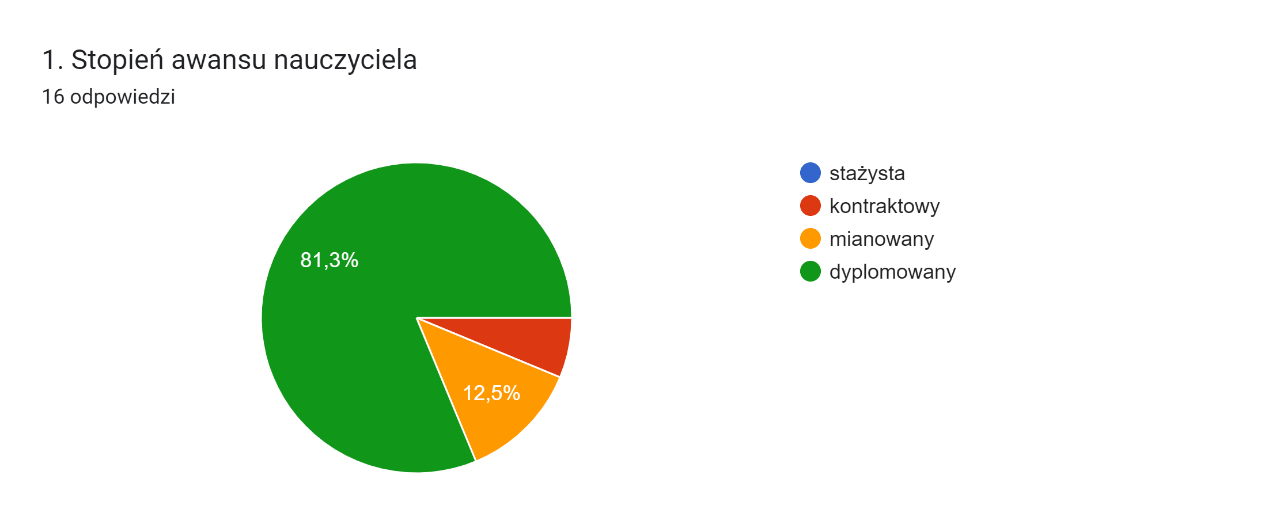 1. Stopień awansu nauczyciela
16 odpowiedzi
81,3%
12,5%
stażysta
kontraktowy
mianowany
dyplomowany